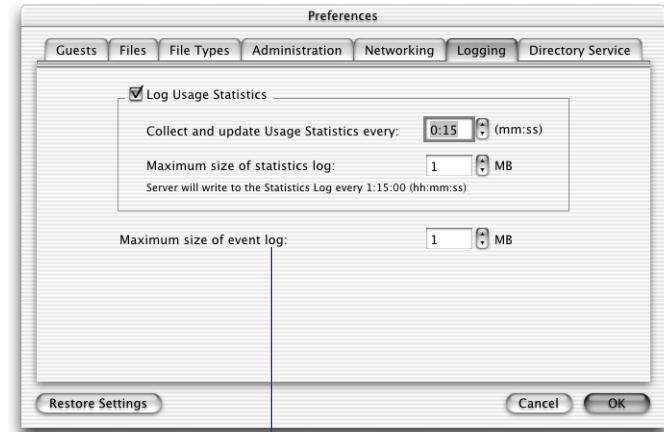 Preferences
Guests Files File Types Administration Networking Logging Directory Service
Log Usage Statistics
Collect and update Usage Statistics every: 0:15 (mm:ss)
Maximum size of statistics log: 1 MB
Server will write to the Statistics Log every 1:15:00 (hh:mm:ss)
Maximum size of event log: 1 MB
Restore Settings Cancel OK